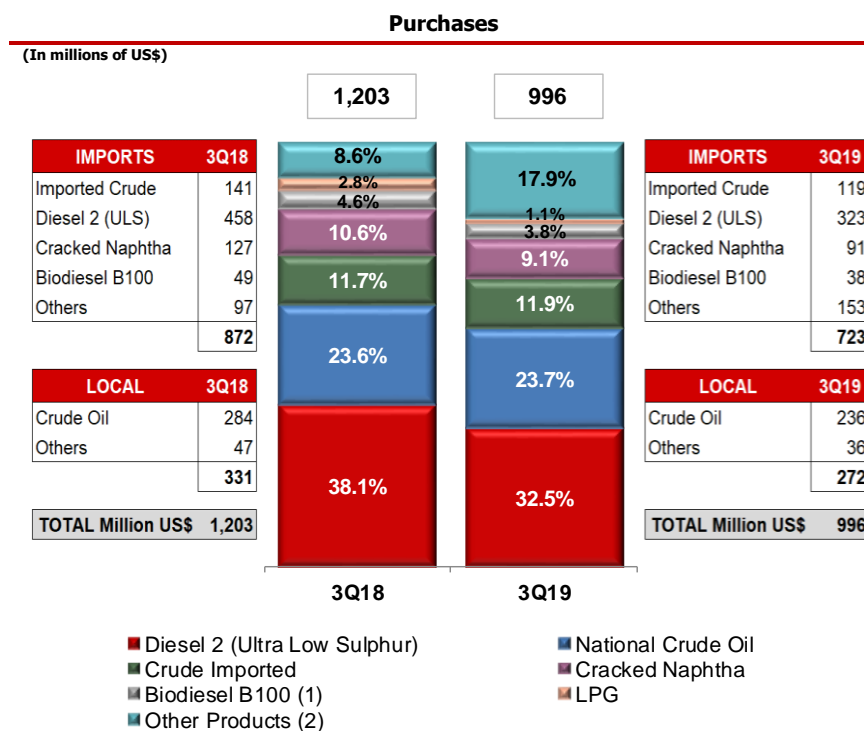 Purchases
(In millions of US$)
1,203 996
IMPORTS 3Q18
Imported Crude 141
Diesel 2 (ULS) 458
Cracked Naphtha 127
Biodiesel B100 49
Others 97
872
LOCAL 3Q18
Crude Oil 284
Others 47
331
TOTAL Million US$ 1,203
8.6%
2.8%
4.6%
10.6%
11.7%
23.6%
38.1%
3Q18
17.9%
1.1%
3.8%
9.1%
11.9%
23.7%
32.5%
3Q19
IMPORTS 3Q19
Imported Crude 119
Diesel 2 (ULS) 323
Cracked Naphtha 91
Biodiesel B100 38
Others 153
723
LOCAL 3Q19
Crude Oil 236
Others 36
272
TOTAL Million US$ 996
Diesel 2 (Ultra Low Sulphur) National Crude Oil
Crude Imported Cracked Naphtha
Biodiesel B100 (1) LPG
Other Products (2)